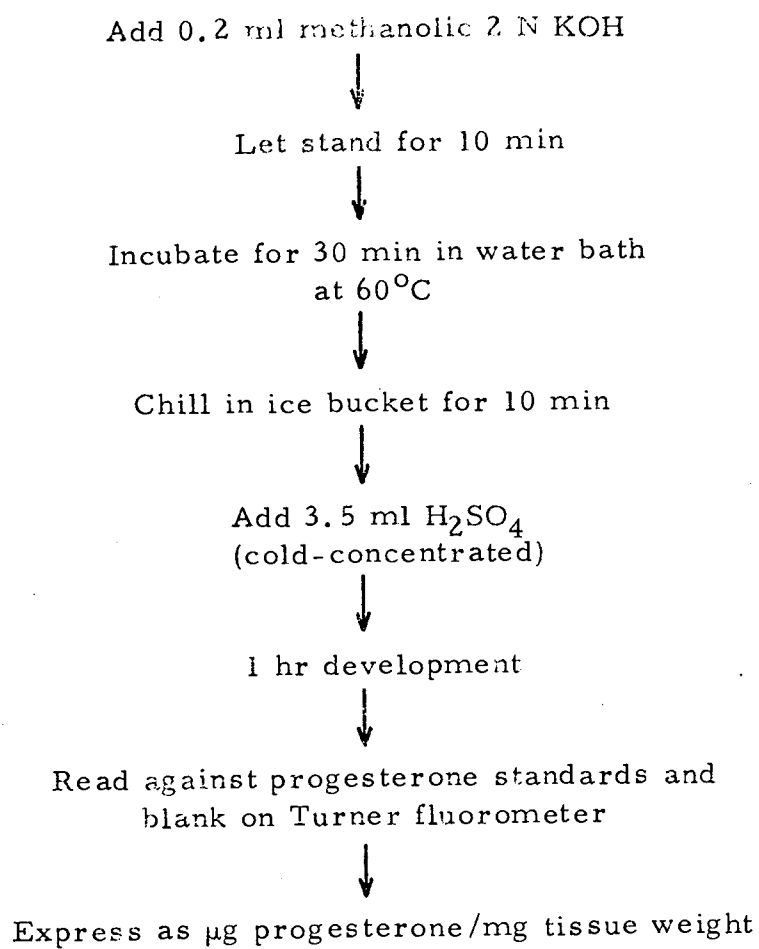 Add 0.2 ml methanolic 2 N KOH
Let stand for 10 min
Incubate for 30 min in water bath
at 60°C
Chill in ice bucket for 10 min
Add 3.5 ml H₂SO₄
(cold-concentrated)
1 hr development
Read against progesterone standards and
blank on Turner fluorometer
Express as μg progesterone/mg tissue weight